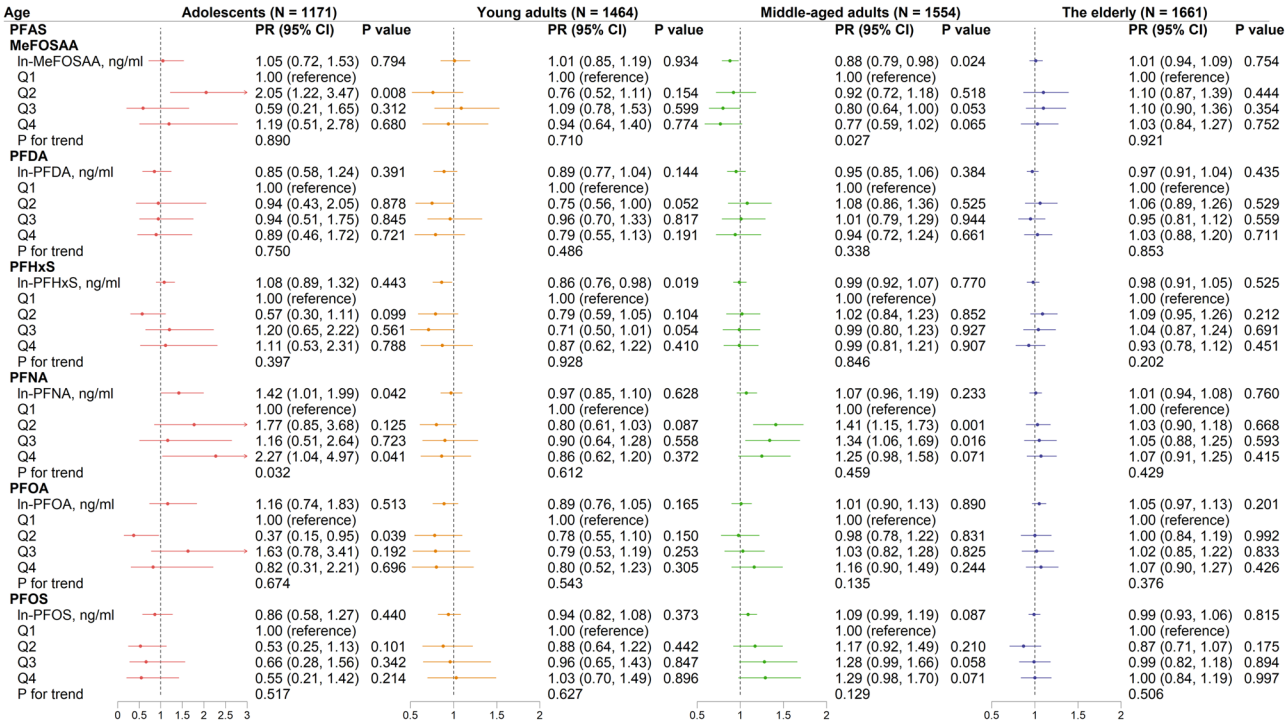 Age Adolescents (N = 1171) Young adults (N = 1464) Middle-aged adults (N = 1554) The elderly (N = 1661)
PFAS PR (95% CI) P value PR (95% CI) P value PR (95% CI) P value PR (95% CI) P value
MeFOSAA
ln-MeFOSAA, ng/ml 1.05 (0.72, 1.53) 0.794 1.01 (0.85, 1.19) 0.934 0.88 (0.79, 0.98) 0.024 1.01 (0.94, 1.09) 0.754
Q1 1.00 (reference) 1.00 (reference) 1.00 (reference) 1.00 (reference)
Q2 2.05 (1.22, 3.47) 0.008 0.76 (0.52, 1.11) 0.154 0.92 (0.72, 1.18) 0.518 1.10 (0.87, 1.39) 0.444
Q3 0.59 (0.21, 1.65) 0.312 1.09 (0.78, 1.53) 0.599 0.80 (0.64, 1.00) 0.053 1.10 (0.90, 1.36) 0.354
Q4 1.19 (0.51, 2.78) 0.680 0.94 (0.64, 1.40) 0.774 0.77 (0.59, 1.02) 0.065 1.03 (0.84, 1.27) 0.752
P for trend 0.890 0.710 0.027 0.921
PFDA
ln-PFDA, ng/ml 0.85 (0.58, 1.24) 0.391 0.89 (0.77, 1.04) 0.144 0.95 (0.85, 1.06) 0.384 0.97 (0.91, 1.04) 0.435
Q1 1.00 (reference) 1.00 (reference) 1.00 (reference) 1.00 (reference)
Q2 0.94 (0.43, 2.05) 0.878 0.75 (0.56, 1.00) 0.052 1.08 (0.86, 1.36) 0.525 1.06 (0.89, 1.26) 0.529
Q3 0.94 (0.51, 1.75) 0.845 0.96 (0.70, 1.33) 0.817 1.01 (0.79, 1.29) 0.944 0.95 (0.81, 1.12) 0.559
Q4 0.89 (0.46, 1.72) 0.721 0.79 (0.55, 1.13) 0.191 0.94 (0.72, 1.24) 0.661 1.03 (0.88, 1.20) 0.711
P for trend 0.750 0.486 0.338 0.853
PFHxS
ln-PFHxS, ng/ml 1.08 (0.89, 1.32) 0.443 0.86 (0.76, 0.98) 0.019 0.99 (0.92, 1.07) 0.770 0.98 (0.91, 1.05) 0.525
Q1 1.00 (reference) 1.00 (reference) 1.00 (reference) 1.00 (reference)
Q2 0.57 (0.30, 1.11) 0.099 0.79 (0.59, 1.05) 0.104 1.02 (0.84, 1.23) 0.852 1.09 (0.95, 1.26) 0.212
Q3 1.20 (0.65, 2.22) 0.561 0.71 (0.50, 1.01) 0.054 0.99 (0.80, 1.23) 0.927 1.04 (0.87, 1.24) 0.691
Q4 1.11 (0.53, 2.31) 0.788 0.87 (0.62, 1.22) 0.410 0.99 (0.81, 1.21) 0.907 0.93 (0.78, 1.12) 0.451
P for trend 0.397 0.928 0.846 0.202
PFNA
ln-PFNA, ng/ml 1.42 (1.01, 1.99) 0.042 0.97 (0.85, 1.10) 0.628 1.07 (0.96, 1.19) 0.233 1.01 (0.94, 1.08) 0.760
Q1 1.00 (reference) 1.00 (reference) 1.00 (reference) 1.00 (reference)
Q2 1.77 (0.85, 3.68) 0.125 0.80 (0.61, 1.03) 0.087 1.41 (1.15, 1.73) 0.001 1.03 (0.90, 1.18) 0.668
Q3 1.16 (0.51, 2.64) 0.723 0.90 (0.64, 1.28) 0.558 1.34 (1.06, 1.69) 0.016 1.05 (0.88, 1.25) 0.593
Q4 2.27 (1.04, 4.97) 0.041 0.86 (0.62, 1.20) 0.372 1.25 (0.98, 1.58) 0.071 1.07 (0.91, 1.25) 0.415
P for trend 0.032 0.612 0.459 0.429
PFOA
ln-PFOA, ng/ml 1.16 (0.74, 1.83) 0.513 0.89 (0.76, 1.05) 0.165 1.01 (0.90, 1.13) 0.890 1.05 (0.97, 1.13) 0.201
Q1 1.00 (reference) 1.00 (reference) 1.00 (reference) 1.00 (reference)
Q2 0.37 (0.15, 0.95) 0.039 0.78 (0.55, 1.10) 0.150 0.98 (0.78, 1.22) 0.831 1.00 (0.84, 1.19) 0.992
Q3 1.63 (0.78, 3.41) 0.192 0.79 (0.53, 1.19) 0.253 1.03 (0.82, 1.28) 0.825 1.02 (0.85, 1.22) 0.833
Q4 0.82 (0.31, 2.21) 0.696 0.80 (0.52, 1.23) 0.305 1.16 (0.90, 1.49) 0.244 1.07 (0.90, 1.27) 0.426
P for trend 0.674 0.543 0.135 0.376
PFOS
ln-PFOS, ng/ml 0.86 (0.58, 1.27) 0.440 0.94 (0.82, 1.08) 0.373 1.09 (0.99, 1.19) 0.087 0.99 (0.93, 1.06) 0.815
Q1 1.00 (reference) 1.00 (reference) 1.00 (reference) 1.00 (reference)
Q2 0.53 (0.25, 1.13) 0.101 0.88 (0.64, 1.22) 0.442 1.17 (0.92, 1.49) 0.210 0.87 (0.71, 1.07) 0.175
Q3 0.66 (0.28, 1.56) 0.342 0.96 (0.65, 1.43) 0.847 1.28 (0.99, 1.66) 0.058 0.99 (0.82, 1.18) 0.894
Q4 0.55 (0.21, 1.42) 0.214 1.03 (0.70, 1.49) 0.896 1.29 (0.98, 1.70) 0.071 1.00 (0.84, 1.19) 0.997
P for trend 0.517 0.627 0.129 0.506
0 0.5 1 1.5 2 2.5 3 0.5 1 1.5 2 0.5 1 1.5 2 0.5 1 1.5 2